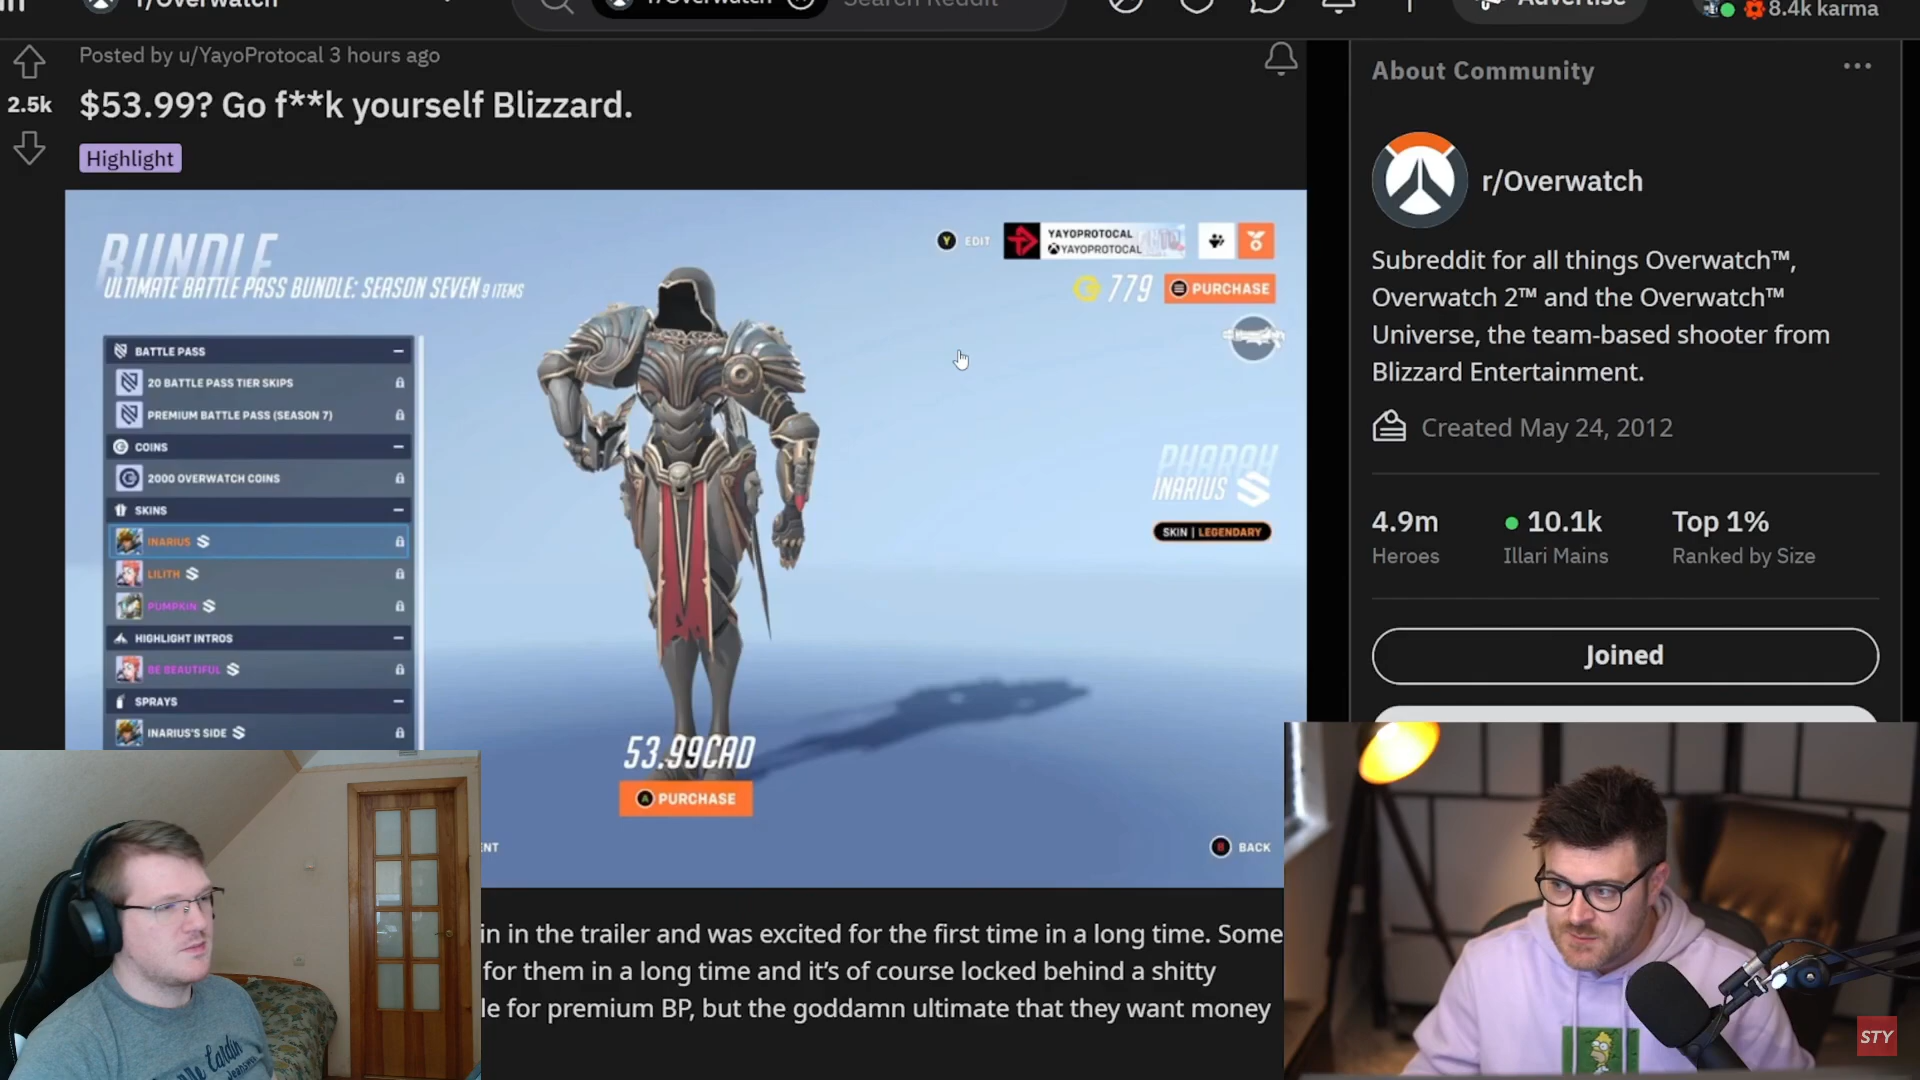 r/Overwatch
r/Overwatch
Search Reddit
Advertise
8.4k karma
Posted by u/YayoProtocal 3 hours ago
2.5k
$53.99? Go f**k yourself Blizzard.
Highlight
BUNDLE
ULTIMATE BATTLE PASS BUNDLE: SEASON SEVEN 9 ITEMS
Y EDIT
YAYOPROTOCAL
YAYOPROTOCAL
779
PURCHASE
BATTLE PASS
20 BATTLE PASS TIER SKIPS
PREMIUM BATTLE PASS (SEASON 7)
COINS
2000 OVERWATCH COINS
SKINS
INARIUS
LILITH
PUMPKIN
HIGHLIGHT INTROS
BE BEAUTIFUL
SPRAYS
INARIUS'S SIDE
PHARAH
INARIUS
SKIN | LEGENDARY
53.99CAD
A PURCHASE
NT
B BACK
in in the trailer and was excited for the first time in a long time. Some
for them in a long time and it's of course locked behind a shitty
le for premium BP, but the goddamn ultimate that they want money
About Community
r/Overwatch
Subreddit for all things Overwatch™,
Overwatch 2™ and the Overwatch™
Universe, the team-based shooter from
Blizzard Entertainment.
Created May 24, 2012
4.9m
Heroes
10.1k
Illari Mains
Top 1%
Ranked by Size
Joined
STY